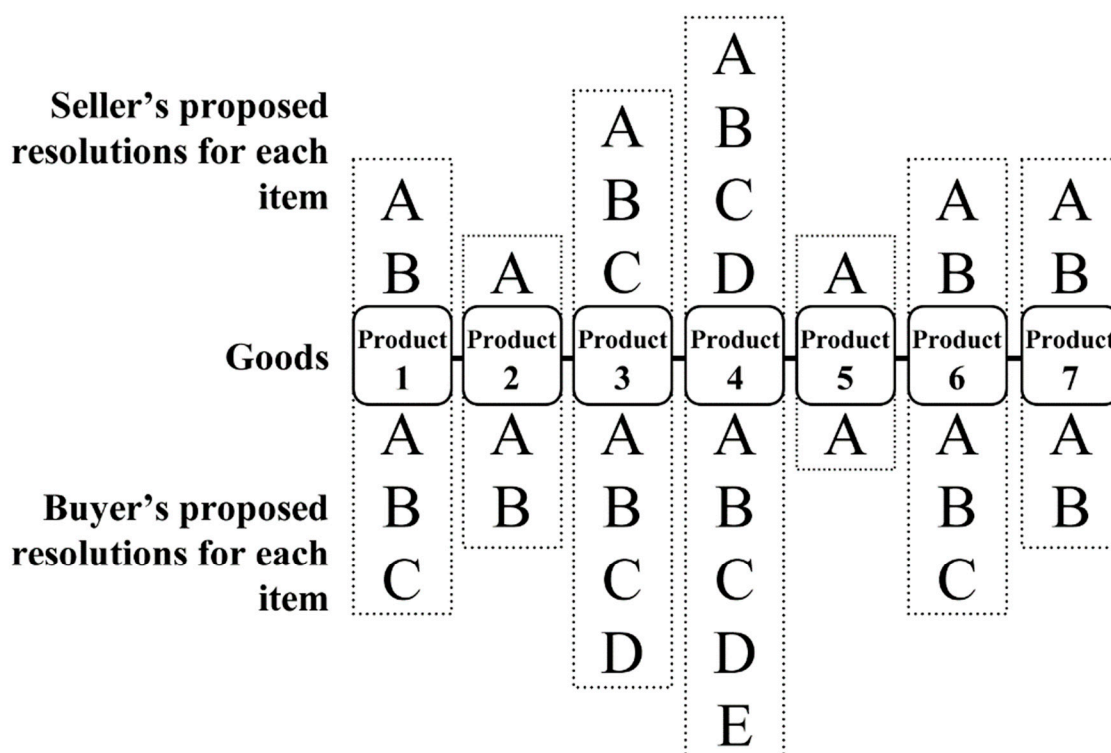 Seller’s proposed
resolutions for each
item
A
B
A
A
B
C
A
B
C
D
A
A
B
A
B
Goods
Product
1
Product
2
Product
3
Product
4
Product
5
Product
6
Product
7
Buyer’s proposed
resolutions for each
item
A
B
C
A
B
A
B
C
D
A
B
C
D
E
A
A
B
C
A
B